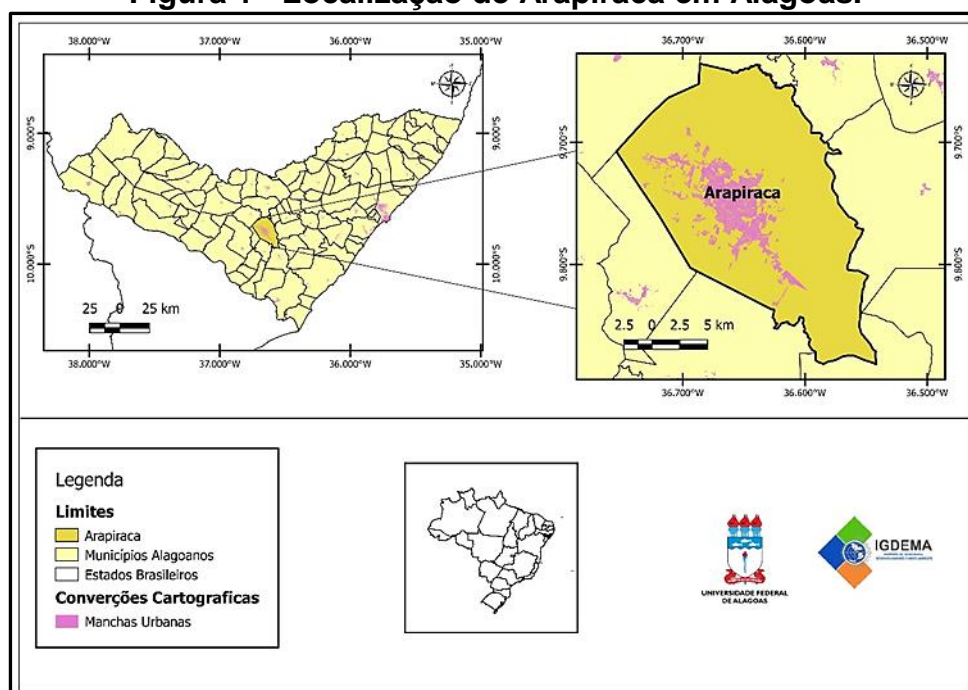 Figura 1 - Localização de Arapiraca em Alagoas.
38.000°W 37.000°W 36.000°W 35.000°W
9.000°S
10.000°S
9.000°S
10.000°S
25 0 25 km
38.000°W 37.000°W 36.000°W 35.000°W
36.700°W 36.600°W 36.500°W
9.700°S
9.800°S
9.700°S
9.800°S
Arapiraca
2.5 0 2.5 5 km
36.700°W 36.600°W 36.500°W
Legenda
Limites
Arapiraca
Municípios Alagoanos
Estados Brasileiros
Converções Cartograficas
Manchas Urbanas
UNIVERSIDADE FEDERAL
DE ALAGOAS
IGDEMA